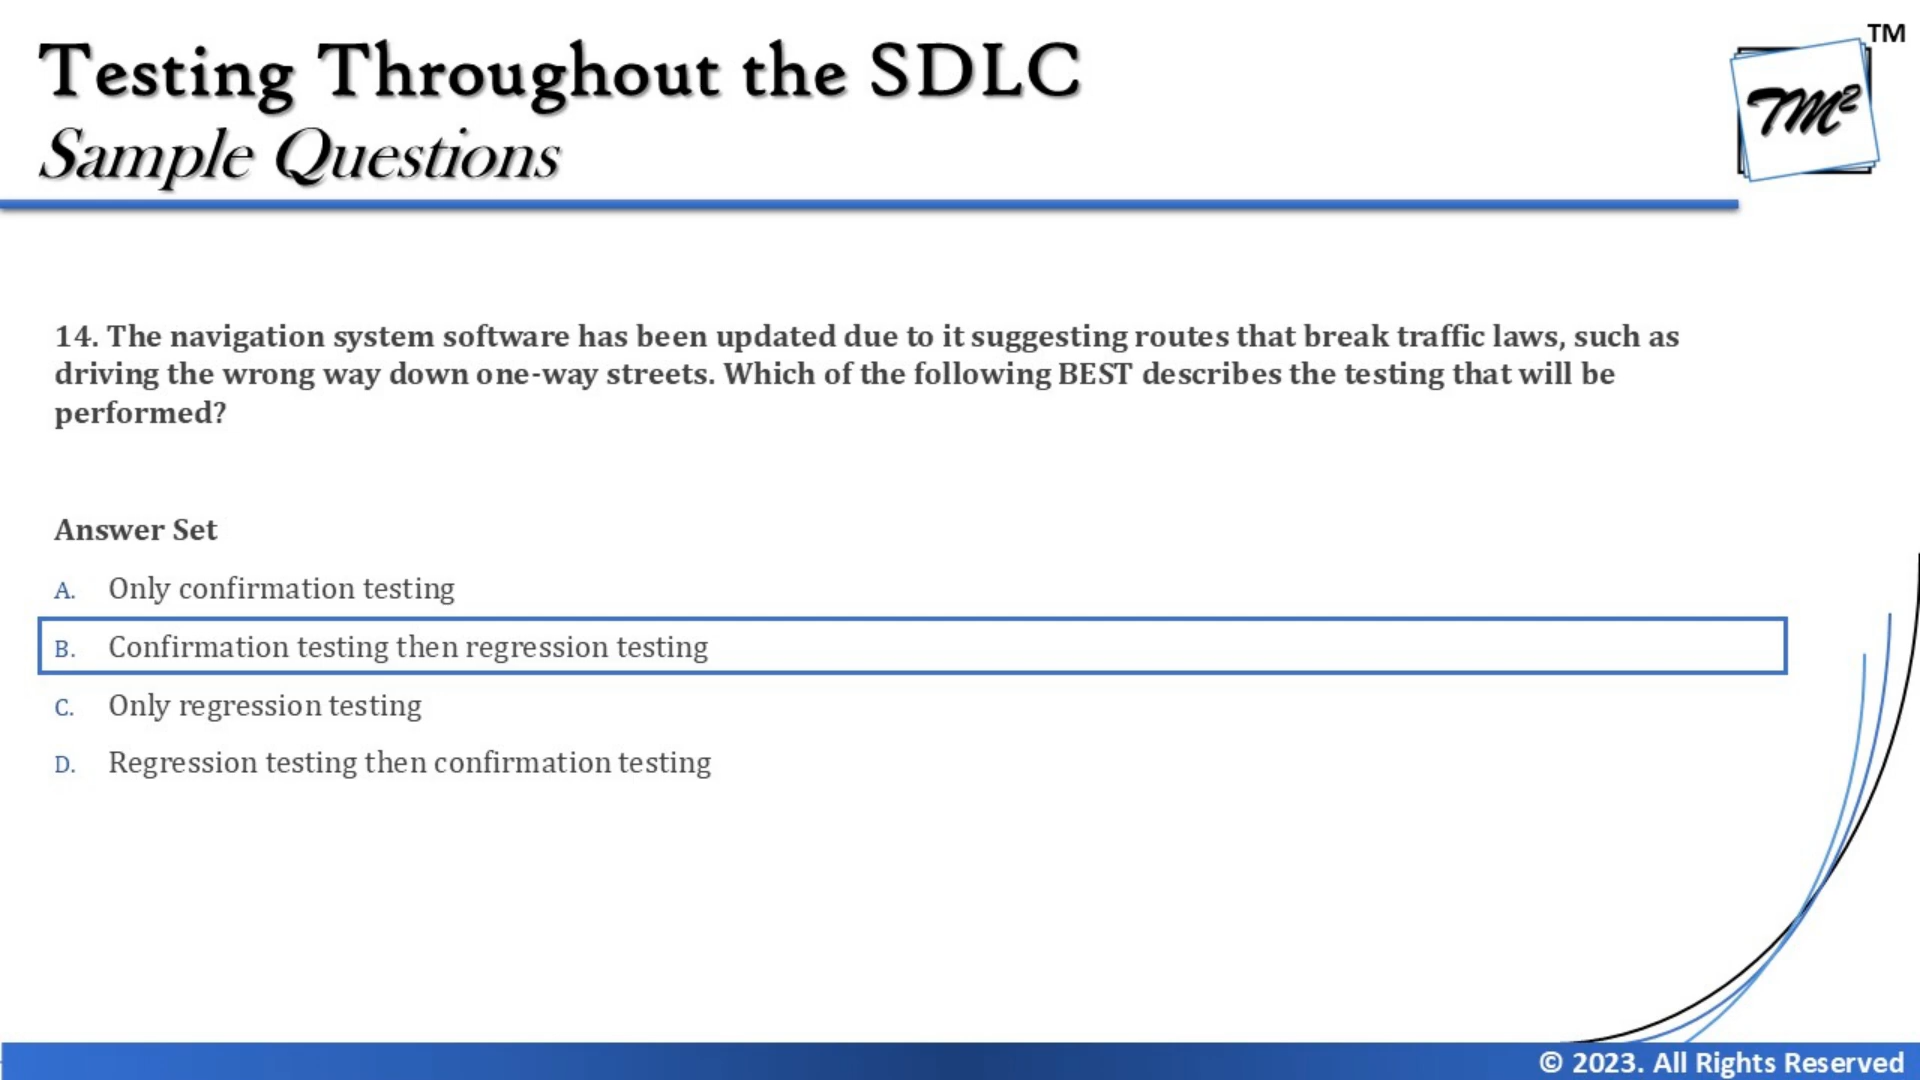 Testing Throughout the SDLC
Sample Questions
TM
TM²
14. The navigation system software has been updated due to it suggesting routes that break traffic laws, such as
driving the wrong way down one-way streets. Which of the following BEST describes the testing that will be
performed?
Answer Set
A. Only confirmation testing
B. Confirmation testing then regression testing
C. Only regression testing
D. Regression testing then confirmation testing
© 2023. All Rights Reserved